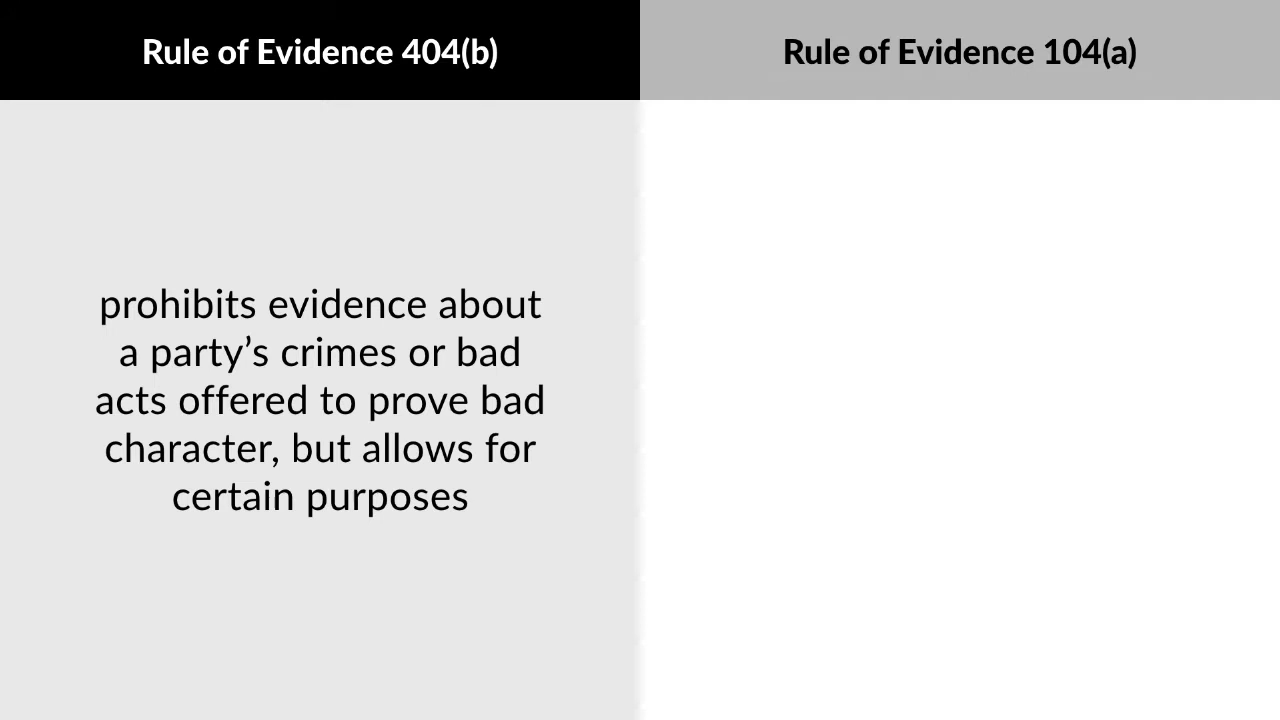 Rule of Evidence 404(b)
Rule of Evidence 104(a)
prohibits evidence about
a party’s crimes or bad
acts offered to prove bad
character, but allows for
certain purposes